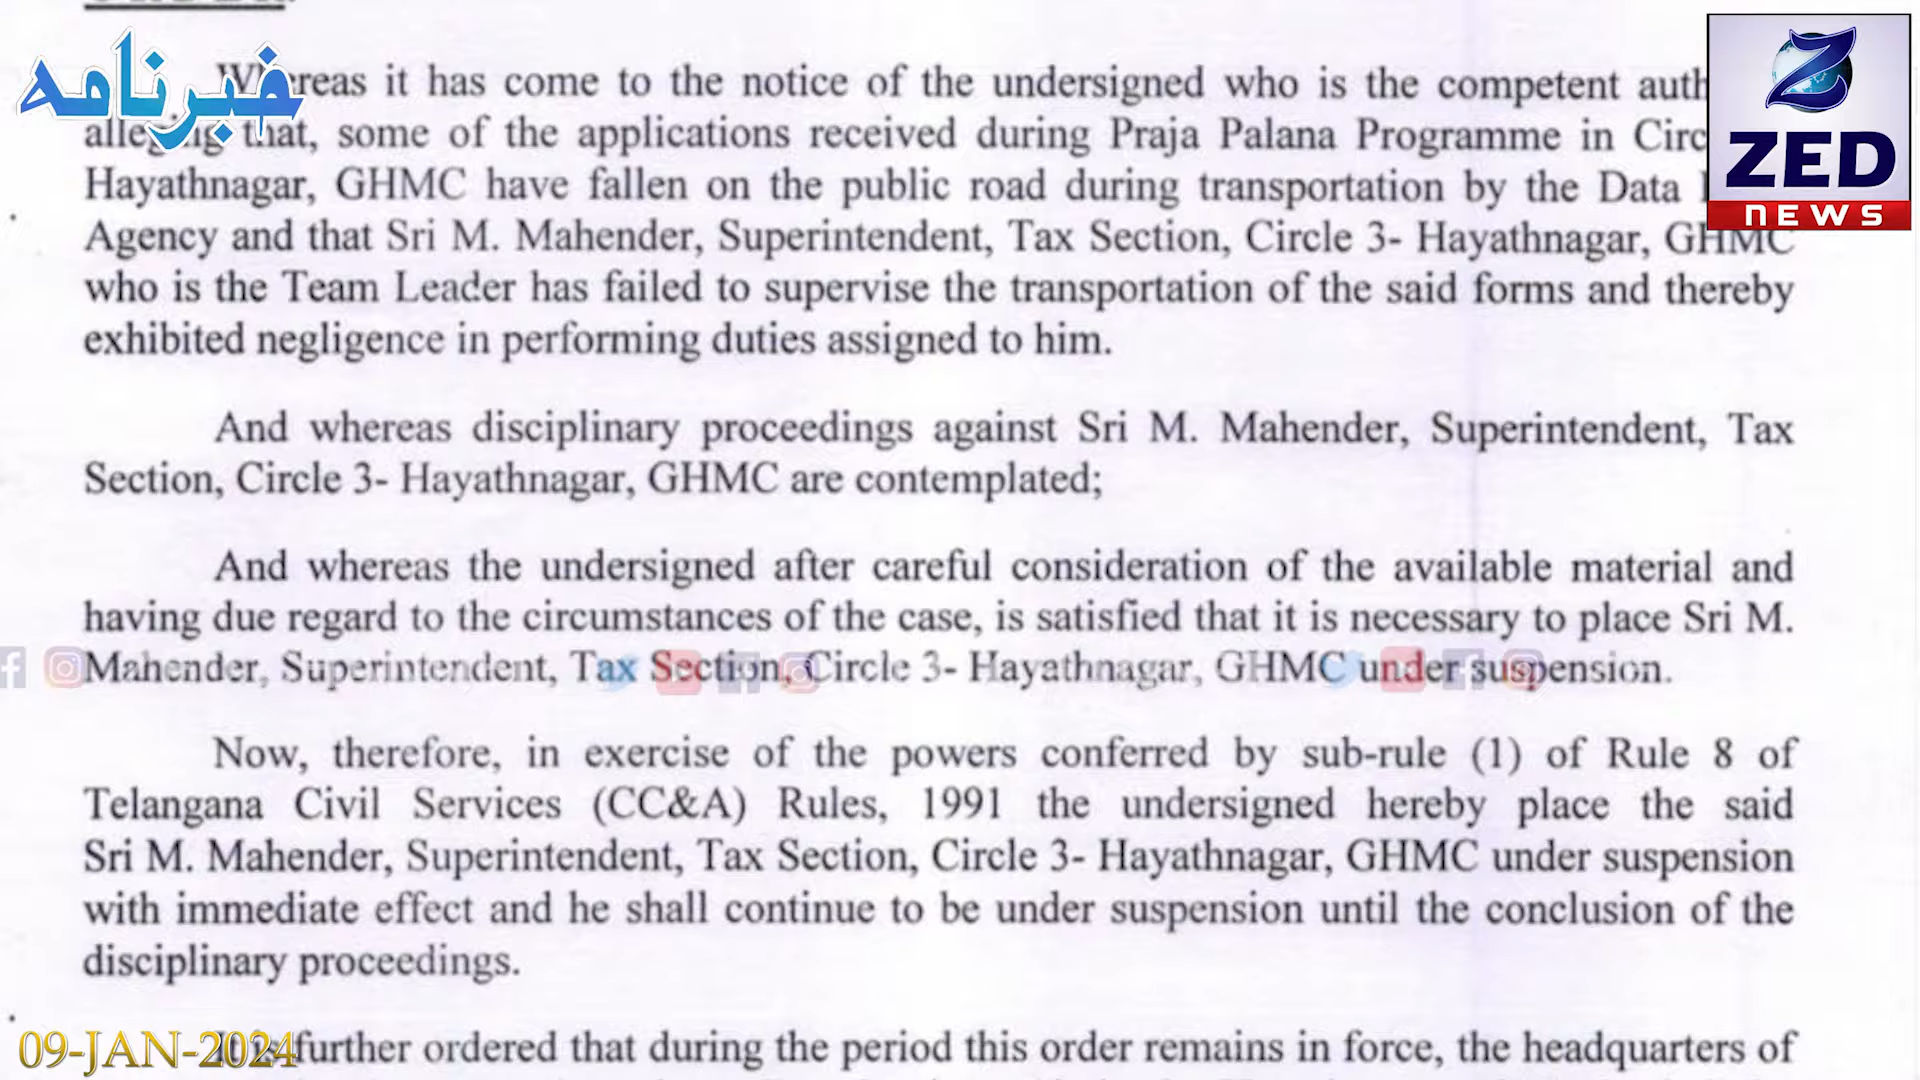 خبرنامہ
ZED
NEWS
Whereas it has come to the notice of the undersigned who is the competent auth
alleging that, some of the applications received during Praja Palana Programme in Circ
Hayathnagar, GHMC have fallen on the public road during transportation by the Data
Agency and that Sri M. Mahender, Superintendent, Tax Section, Circle 3- Hayathnagar, GHMC
who is the Team Leader has failed to supervise the transportation of the said forms and thereby
exhibited negligence in performing duties assigned to him.
And whereas disciplinary proceedings against Sri M. Mahender, Superintendent, Tax
Section, Circle 3- Hayathnagar, GHMC are contemplated;
And whereas the undersigned after careful consideration of the available material and
having due regard to the circumstances of the case, is satisfied that it is necessary to place Sri M.
Mahender, Superintendent, Tax Section, Circle 3- Hayathnagar, GHMC under suspension.
Now, therefore, in exercise of the powers conferred by sub-rule (1) of Rule 8 of
Telangana Civil Services (CC&A) Rules, 1991 the undersigned hereby place the said
Sri M. Mahender, Superintendent, Tax Section, Circle 3- Hayathnagar, GHMC under suspension
with immediate effect and he shall continue to be under suspension until the conclusion of the
disciplinary proceedings.
further ordered that during the period this order remains in force, the headquarters of
09-JAN-2024